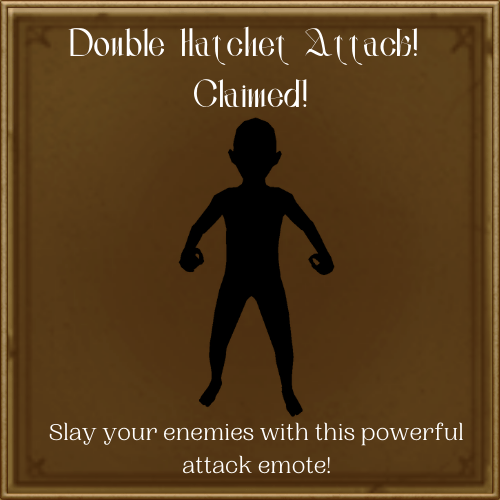 Double Hatchet Attack!
Claimed!
Slay your enemies with this powerful
attack emote!